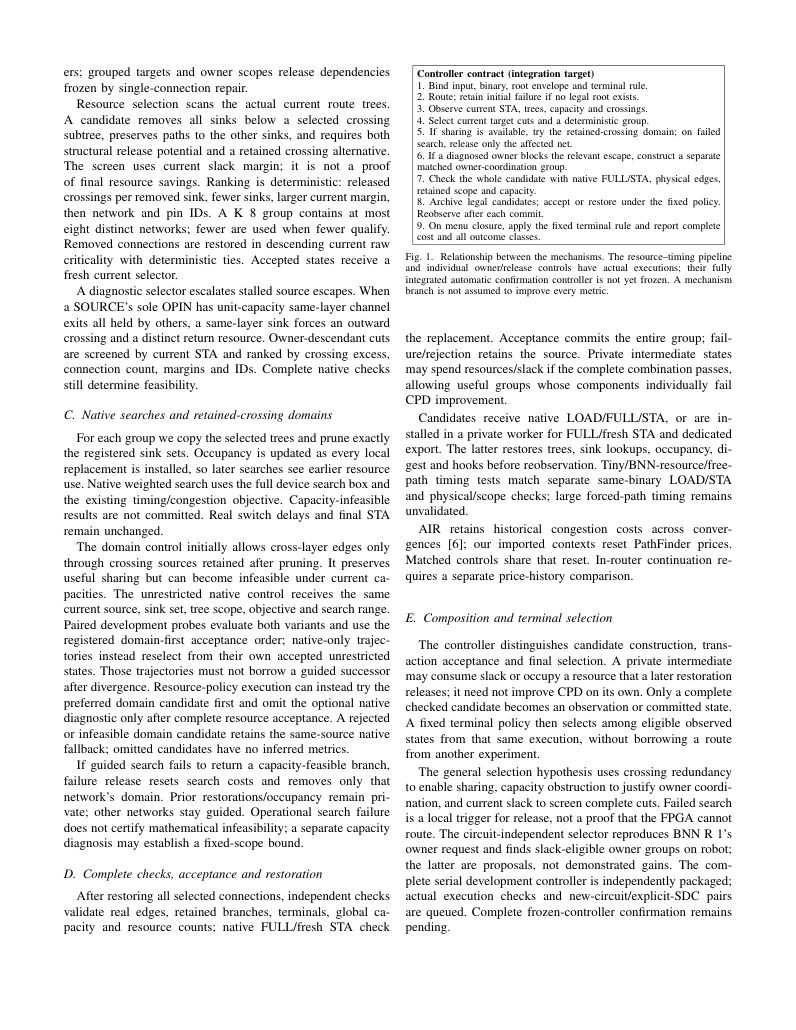 ers; grouped targets and owner scopes release dependencies
frozen by single-connection repair.
Resource selection scans the actual current route trees.
A candidate removes all sinks below a selected crossing
subtree, preserves paths to the other sinks, and requires both
structural release potential and a retained crossing alternative.
The screen uses current slack margin; it is not a proof
of final resource savings. Ranking is deterministic: released
crossings per removed sink, fewer sinks, larger current margin,
then network and pin IDs. A K 8 group contains at most
eight distinct networks; fewer are used when fewer qualify.
Removed connections are restored in descending current raw
criticality with deterministic ties. Accepted states receive a
fresh current selector.
A diagnostic selector escalates stalled source escapes. When
a SOURCE's sole OPIN has unit-capacity same-layer channel
exits all held by others, a same-layer sink forces an outward
crossing and a distinct return resource. Owner-descendant cuts
are screened by current STA and ranked by crossing excess,
connection count, margins and IDs. Complete native checks
still determine feasibility.
C. Native searches and retained-crossing domains
For each group we copy the selected trees and prune exactly
the registered sink sets. Occupancy is updated as every local
replacement is installed, so later searches see earlier resource
use. Native weighted search uses the full device search box and
the existing timing/congestion objective. Capacity-infeasible
results are not committed. Real switch delays and final STA
remain unchanged.
The domain control initially allows cross-layer edges only
through crossing sources retained after pruning. It preserves
useful sharing but can become infeasible under current ca-
pacities. The unrestricted native control receives the same
current source, sink set, tree scope, objective and search range.
Paired development probes evaluate both variants and use the
registered domain-first acceptance order; native-only trajec-
tories instead reselect from their own accepted unrestricted
states. Those trajectories must not borrow a guided successor
after divergence. Resource-policy execution can instead try the
preferred domain candidate first and omit the optional native
diagnostic only after complete resource acceptance. A rejected
or infeasible domain candidate retains the same-source native
fallback; omitted candidates have no inferred metrics.
If guided search fails to return a capacity-feasible branch,
failure release resets search costs and removes only that
network's domain. Prior restorations/occupancy remain pri-
vate; other networks stay guided. Operational search failure
does not certify mathematical infeasibility; a separate capacity
diagnosis may establish a fixed-scope bound.
D. Complete checks, acceptance and restoration
After restoring all selected connections, independent checks
validate real edges, retained branches, terminals, global ca-
pacity and resource counts; native FULL/fresh STA check
Controller contract (integration target)
1. Bind input, binary, root envelope and terminal rule.
2. Route; retain initial failure if no legal root exists.
3. Observe current STA, trees, capacity and crossings.
4. Select current target cuts and a deterministic group.
5. If sharing is available, try the retained-crossing domain; on failed
search, release only the affected net.
6. If a diagnosed owner blocks the relevant escape, construct a separate
matched owner-coordination group.
7. Check the whole candidate with native FULL/STA, physical edges,
retained scope and capacity.
8. Archive legal candidates; accept or restore under the fixed policy.
Reobserve after each commit.
9. On menu closure, apply the fixed terminal rule and report complete
cost and all outcome classes.
Fig. 1. Relationship between the mechanisms. The resource–timing pipeline
and individual owner/release controls have actual executions; their fully
integrated automatic confirmation controller is not yet frozen. A mechanism
branch is not assumed to improve every metric.
the replacement. Acceptance commits the entire group; fail-
ure/rejection retains the source. Private intermediate states
may spend resources/slack if the complete combination passes,
allowing useful groups whose components individually fail
CPD improvement.
Candidates receive native LOAD/FULL/STA, or are in-
stalled in a private worker for FULL/fresh STA and dedicated
export. The latter restores trees, sink lookups, occupancy, di-
gest and hooks before reobservation. Tiny/BNN-resource/free-
path timing tests match separate same-binary LOAD/STA
and physical/scope checks; large forced-path timing remains
unvalidated.
AIR retains historical congestion costs across conver-
gences [6]; our imported contexts reset PathFinder prices.
Matched controls share that reset. In-router continuation re-
quires a separate price-history comparison.
E. Composition and terminal selection
The controller distinguishes candidate construction, trans-
action acceptance and final selection. A private intermediate
may consume slack or occupy a resource that a later restoration
releases; it need not improve CPD on its own. Only a complete
checked candidate becomes an observation or committed state.
A fixed terminal policy then selects among eligible observed
states from that same execution, without borrowing a route
from another experiment.
The general selection hypothesis uses crossing redundancy
to enable sharing, capacity obstruction to justify owner coordi-
nation, and current slack to screen complete cuts. Failed search
is a local trigger for release, not a proof that the FPGA cannot
route. The circuit-independent selector reproduces BNN R 1's
owner request and finds slack-eligible owner groups on robot;
the latter are proposals, not demonstrated gains. The com-
plete serial development controller is independently packaged;
actual execution checks and new-circuit/explicit-SDC pairs
are queued. Complete frozen-controller confirmation remains
pending.